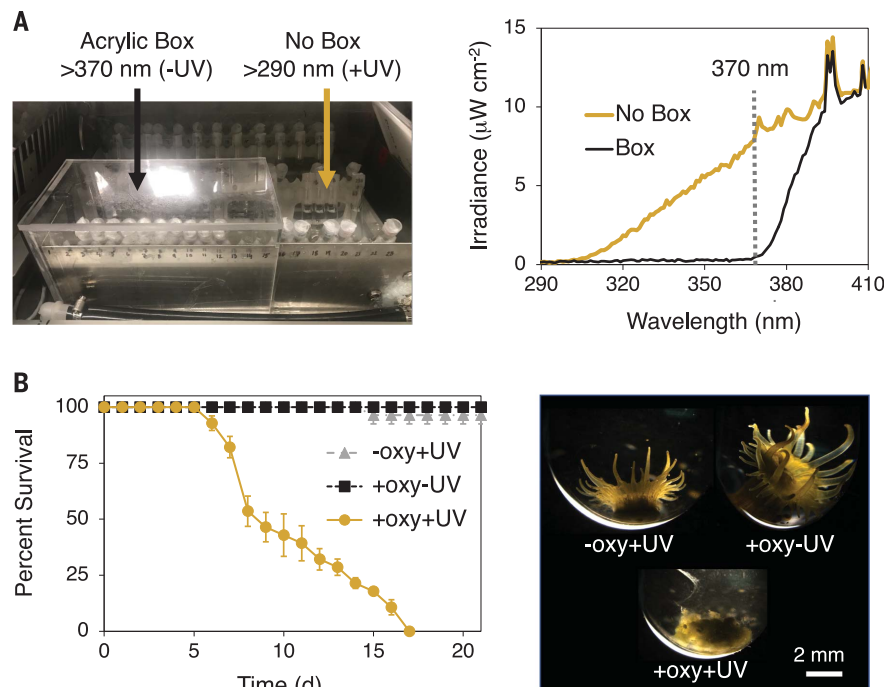 A
Acrylic Box
>370 nm (-UV)
No Box
>290 nm (+UV)
15
10
5
0
Irradiance (μW cm-2)
370 nm
No Box
Box
290
320
350
380
410
Wavelength (nm)
B
100
75
50
25
0
Percent Survival
-oxy+UV
+oxy-UV
+oxy+UV
0
5
10
15
20
Time (d)
-oxy+UV
+oxy-UV
+oxy+UV
2 mm